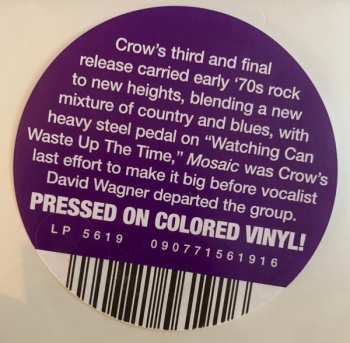 Crow's third and final
release carried early '70s rock
to new heights, blending a new
mixture of country and blues, with
heavy steel pedal on "Watching Can
Waste Up The Time," Mosaic was Crow's
last effort to make it big before vocalist
David Wagner departed the group.
PRESSED ON COLORED VINYL!
LP 5619 090771561916